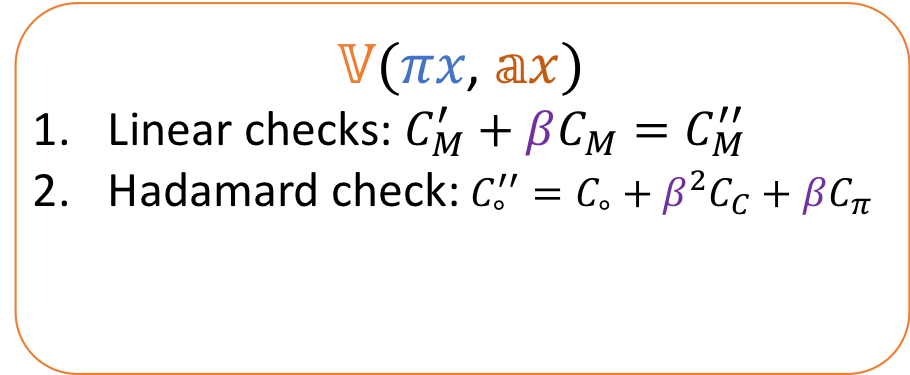 𝕍(πx, 𝕒x)
1. Linear checks: C′_M + βC_M = C″_M
2. Hadamard check: C″_∘ = C_∘ + β²C_C + βC_π